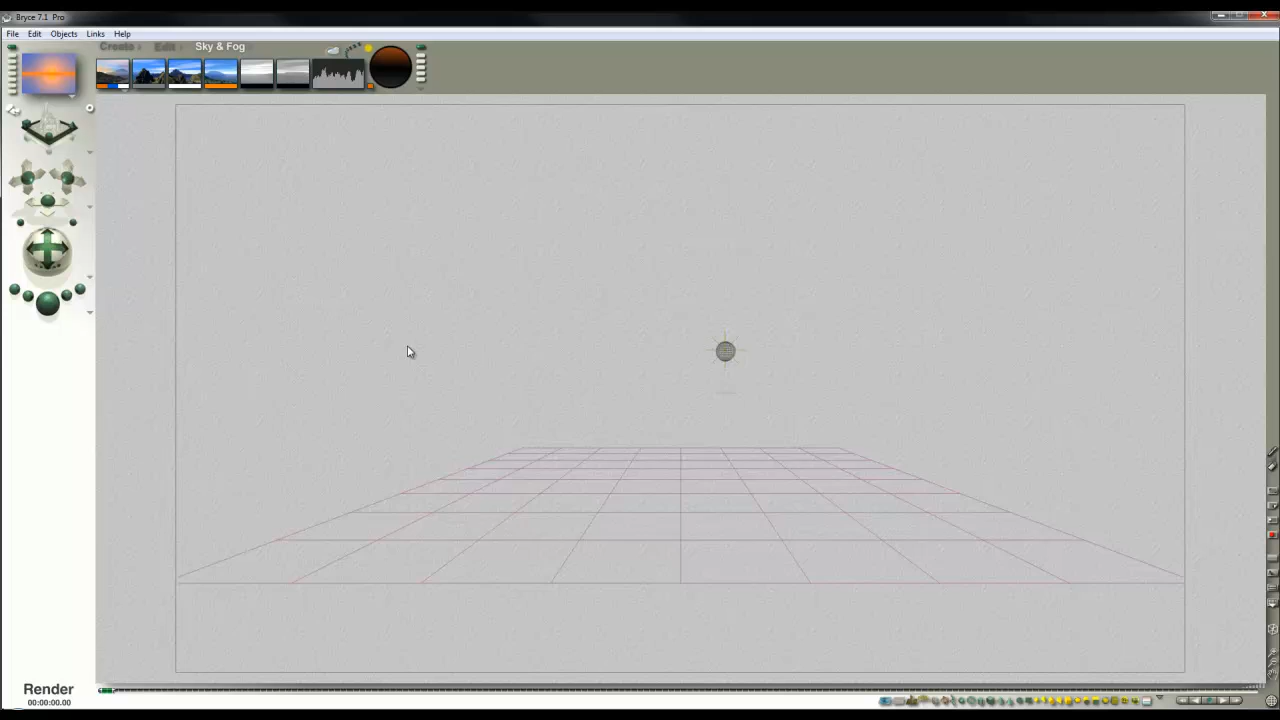 Bryce 7.1 Pro
File Edit Objects Links Help
Create Edit Sky & Fog
Render
00:00:00.00